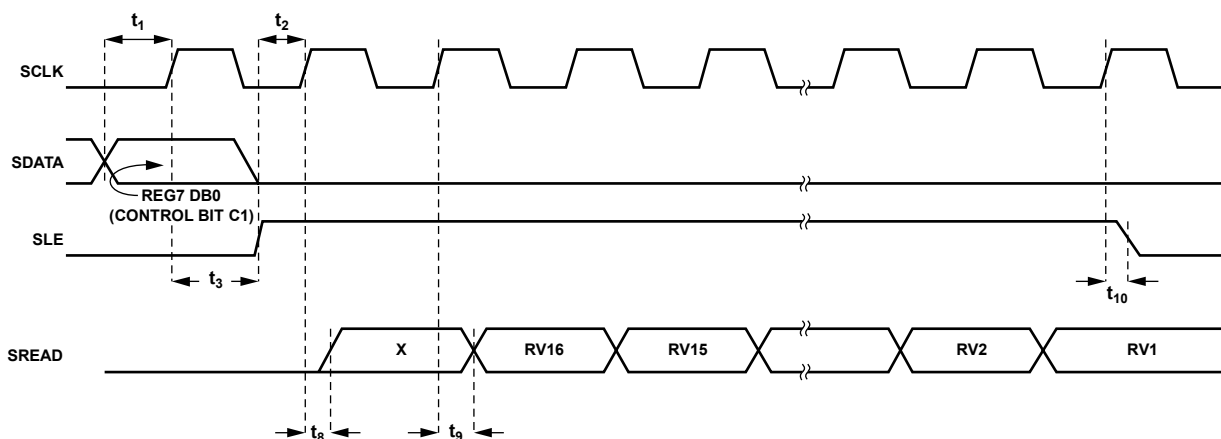 t1
t2
SCLK
SDATA
REG7 DB0
(CONTROL BIT C1)
SLE
t3
t10
SREAD
X
RV16
RV15
RV2
RV1
t8
t9